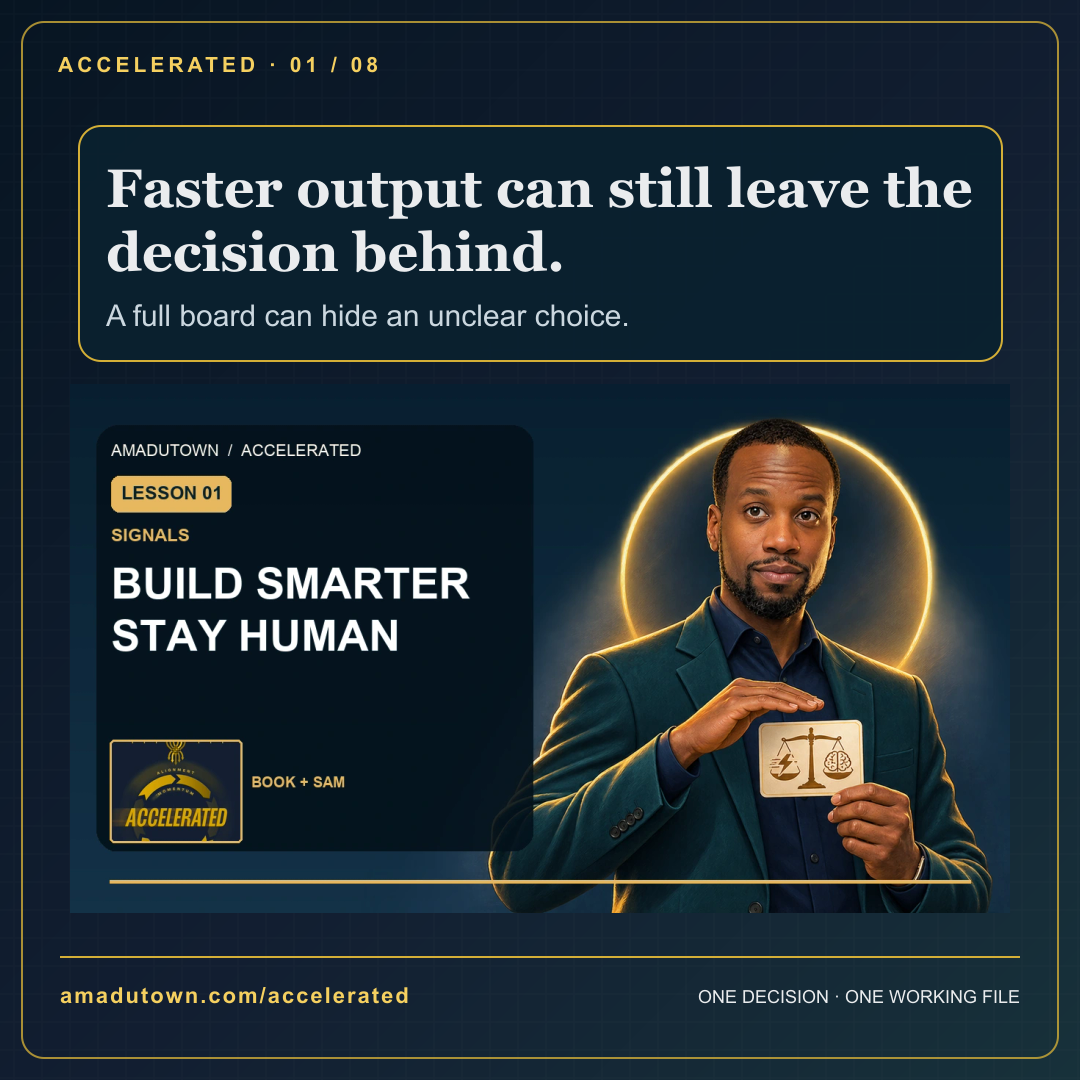 ACCELERATED · 01 / 08
Faster output can still leave the
decision behind.
A full board can hide an unclear choice.
AMADUTOWN / ACCELERATED
LESSON 01
SIGNALS
BUILD SMARTER
STAY HUMAN
ALIGNMENT
MOMENTUM
ACCELERATED
BOOK + SAM
amadutown.com/accelerated
ONE DECISION · ONE WORKING FILE